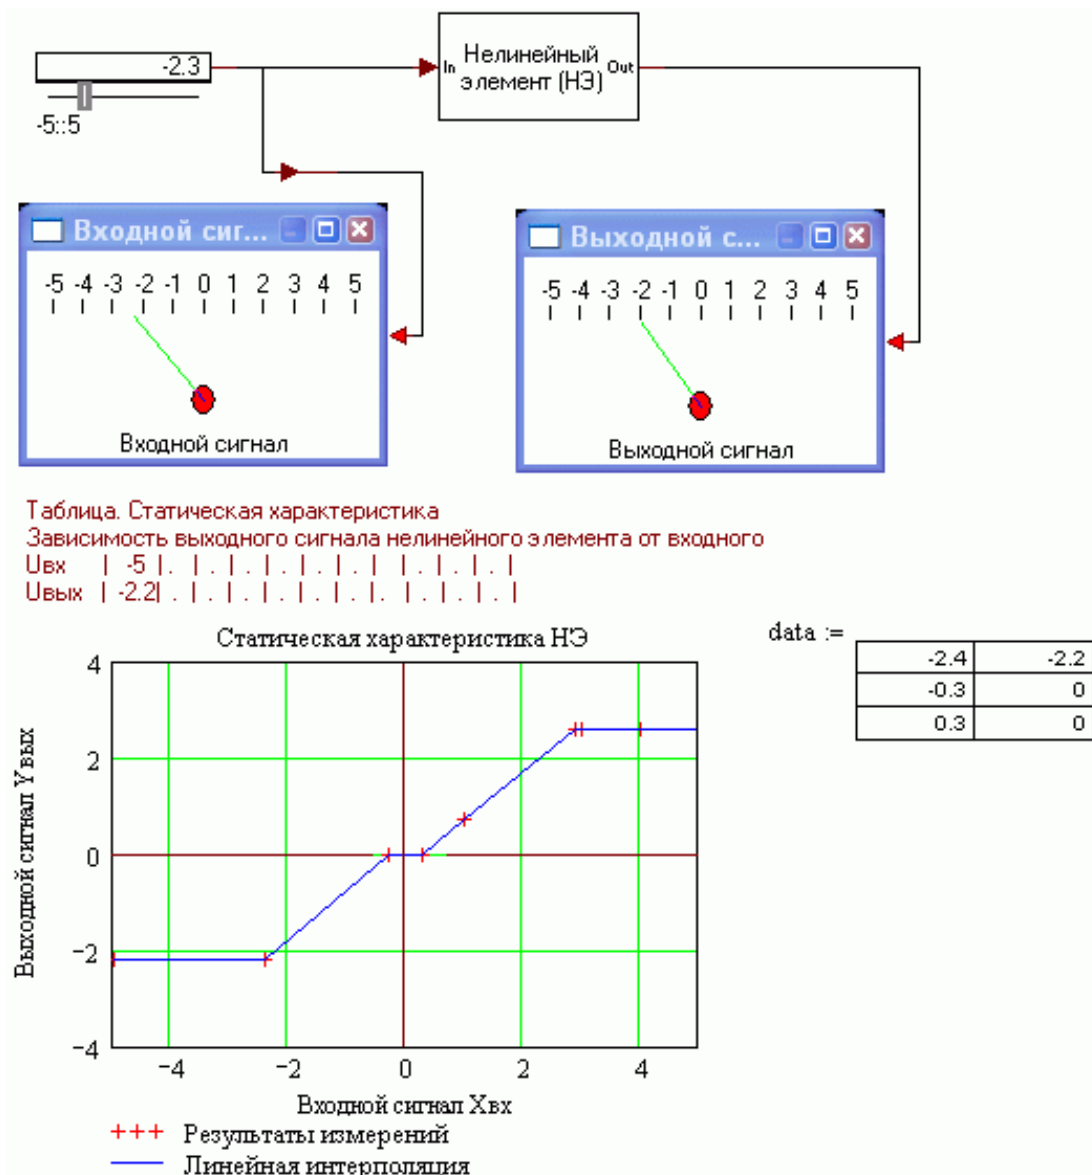 -2.3
-5::5
In Нелинейный Out
элемент (НЭ)
Входной сиг...
-5 -4 -3 -2 -1 0 1 2 3 4 5
Входной сигнал
Выходной с...
-5 -4 -3 -2 -1 0 1 2 3 4 5
Выходной сигнал
Таблица. Статическая характеристика
Зависимость выходного сигнала нелинейного элемента от входного
Uвх | -5 | . | . | . | . | . | . | . | . | . | . |
Uвых | -2.2| . | . | . | . | . | . | . | . | . | . |
Статическая характеристика НЭ
data :=
-2.4 -2.2
-0.3 0
0.3 0
Выходной сигнал Yвых
4
2
0
−2
−4
−4 −2 0 2 4
Входной сигнал Xвх
+++ Результаты измерений
Линейная интерполяция